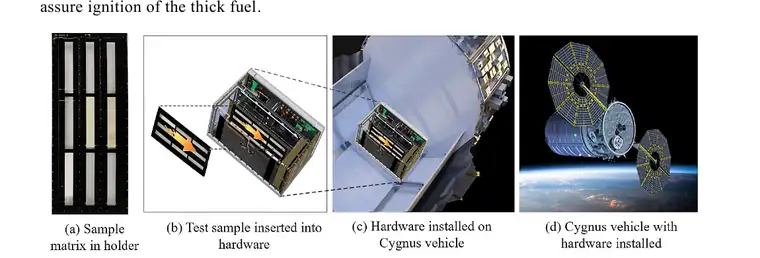 assure ignition of the thick fuel.
(a) Sample
matrix in holder
(b) Test sample inserted into
hardware
(c) Hardware installed on
Cygnus vehicle
(d) Cygnus vehicle with
hardware installed